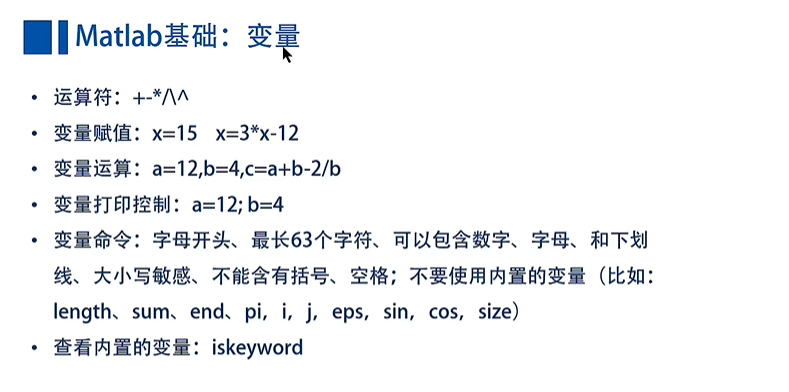 Matlab基础：变量
• 运算符：+-*/\^
• 变量赋值：x=15 x=3*x-12
• 变量运算：a=12,b=4,c=a+b-2/b
• 变量打印控制：a=12; b=4
• 变量命令：字母开头、最长63个字符、可以包含数字、字母、和下划
线、大小写敏感、不能含有括号、空格；不要使用内置的变量（比如：
length、sum、end、pi，i，j，eps，sin，cos，size）
• 查看内置的变量：iskeyword